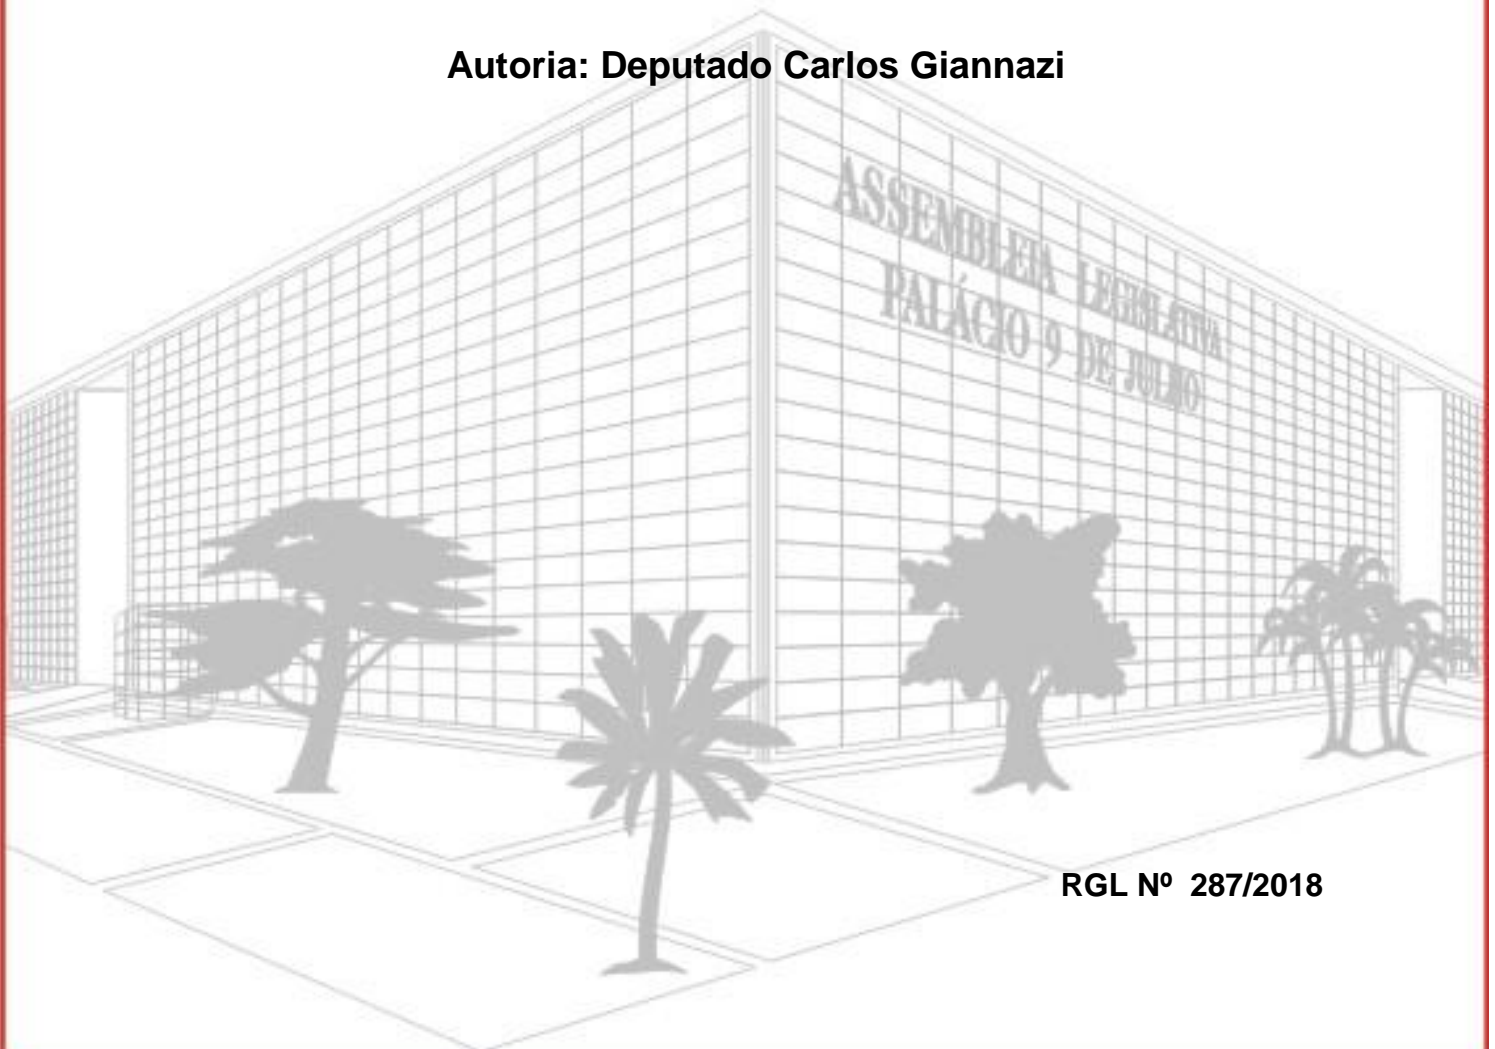 Autoria: Deputado Carlos Giannazi
ASSEMBLEIA LEGISLATIVA
PALÁCIO 9 DE JULHO
RGL Nº 287/2018